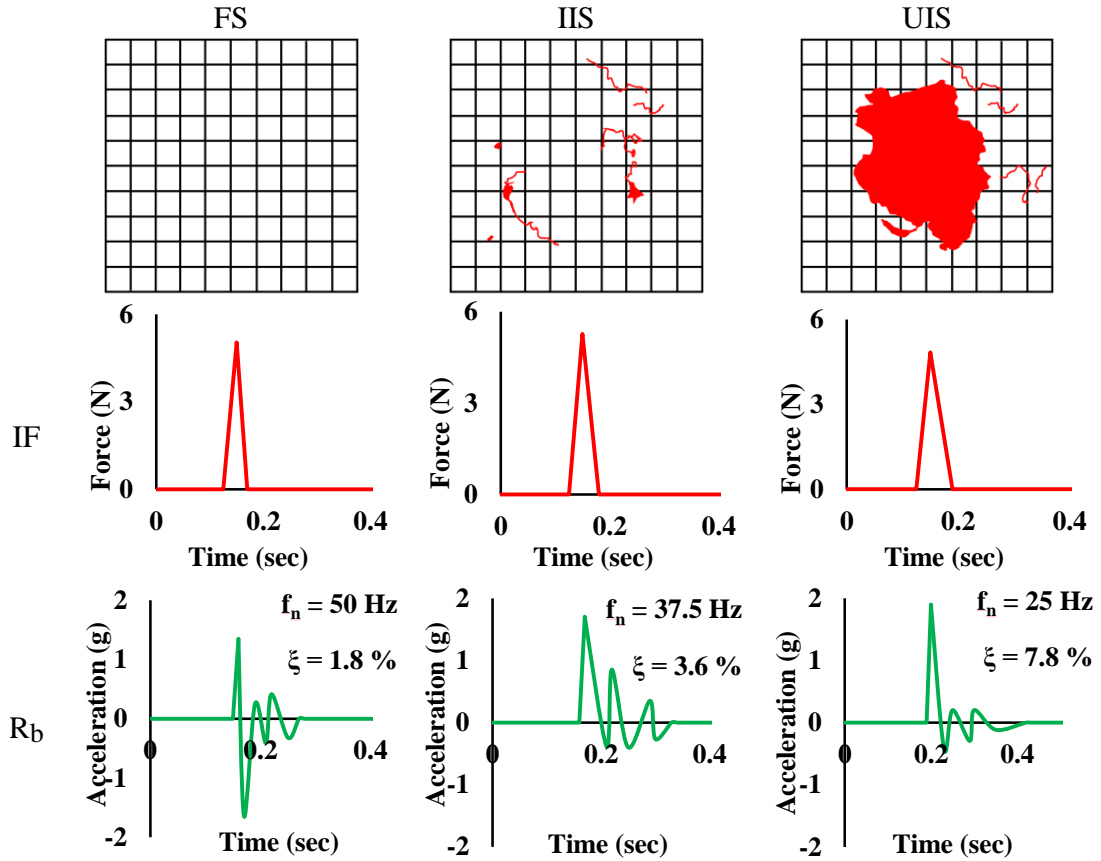 FS IIS UIS
IF
6
3
0
Force (N)
0 0.2 0.4
Time (sec)
6
3
0
Force (N)
0 0.2 0.4
Time (sec)
6
3
0
Force (N)
0 0.2 0.4
Time (sec)
Rb
2
1
0
-1
-2
Acceleration (g)
fn = 50 Hz
ξ = 1.8 %
0 0.2 0.4
Time (sec)
2
1
0
-1
-2
Acceleration (g)
fn = 37.5 Hz
ξ = 3.6 %
0 0.2 0.4
Time (sec)
2
1
0
-1
-2
Acceleration (g)
fn = 25 Hz
ξ = 7.8 %
0 0.2 0.4
Time (sec)